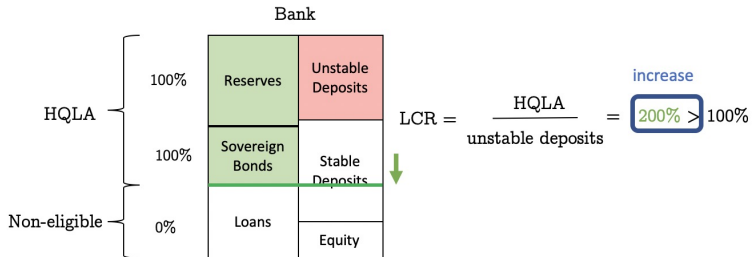 Bank
100%
Reserves
Unstable
Deposits
HQLA
100%
Sovereign
Bonds
Stable
Deposits
Non-eligible
0%
Loans
Equity
increase
LCR = HQLA / unstable deposits = 200% > 100%